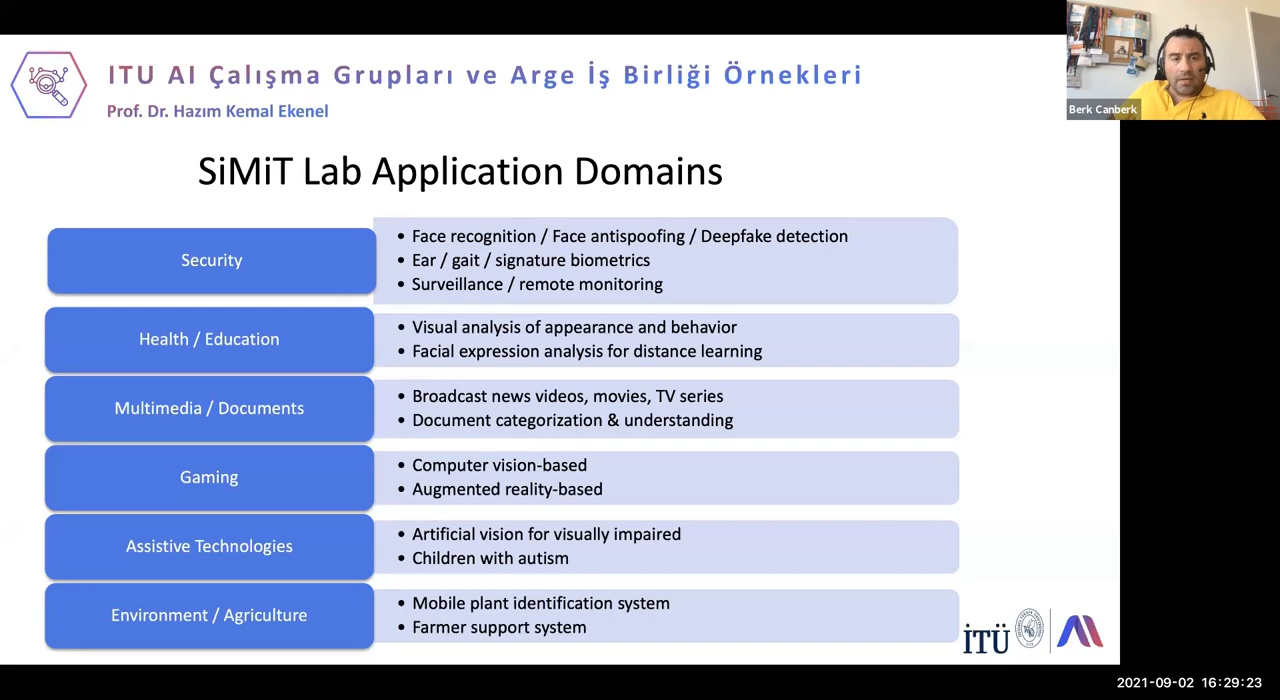 ITU AI Çalışma Grupları ve Arge İş Birliği Örnekleri
Prof. Dr. Hazım Kemal Ekenel
Berk Canberk
SiMiT Lab Application Domains
Security
• Face recognition / Face antispoofing / Deepfake detection
• Ear / gait / signature biometrics
• Surveillance / remote monitoring
Health / Education
• Visual analysis of appearance and behavior
• Facial expression analysis for distance learning
Multimedia / Documents
• Broadcast news videos, movies, TV series
• Document categorization & understanding
Gaming
• Computer vision-based
• Augmented reality-based
Assistive Technologies
• Artificial vision for visually impaired
• Children with autism
Environment / Agriculture
• Mobile plant identification system
• Farmer support system
İTÜ
2021-09-02 16:29:23